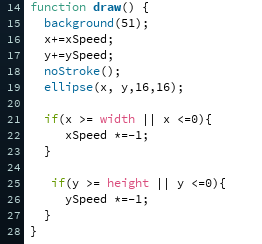 14 function draw() {
15   background(51);
16   x+=xSpeed;
17   y+=ySpeed;
18   noStroke();
19   ellipse(x, y,16,16);
20
21   if(x >= width || x <=0){
22      xSpeed *=-1;
23   }
24
25    if(y >= height || y <=0){
26      ySpeed *=-1;
27   }
28 }